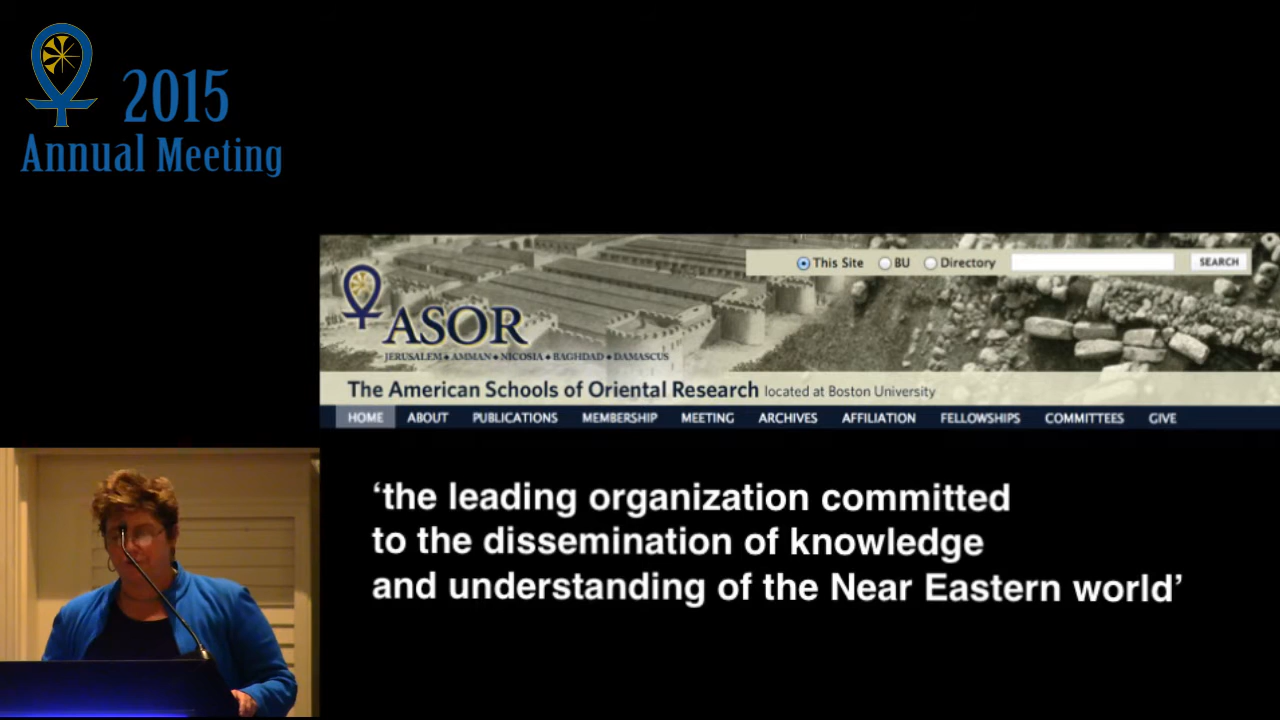 2015
Annual Meeting
This Site BU Directory SEARCH
ASOR
JERUSALEM ♦ AMMAN ♦ NICOSIA ♦ BAGHDAD ♦ DAMASCUS
The American Schools of Oriental Research located at Boston University
HOME ABOUT PUBLICATIONS MEMBERSHIP MEETING ARCHIVES AFFILIATION FELLOWSHIPS COMMITTEES GIVE
‘the leading organization committed
to the dissemination of knowledge
and understanding of the Near Eastern world’